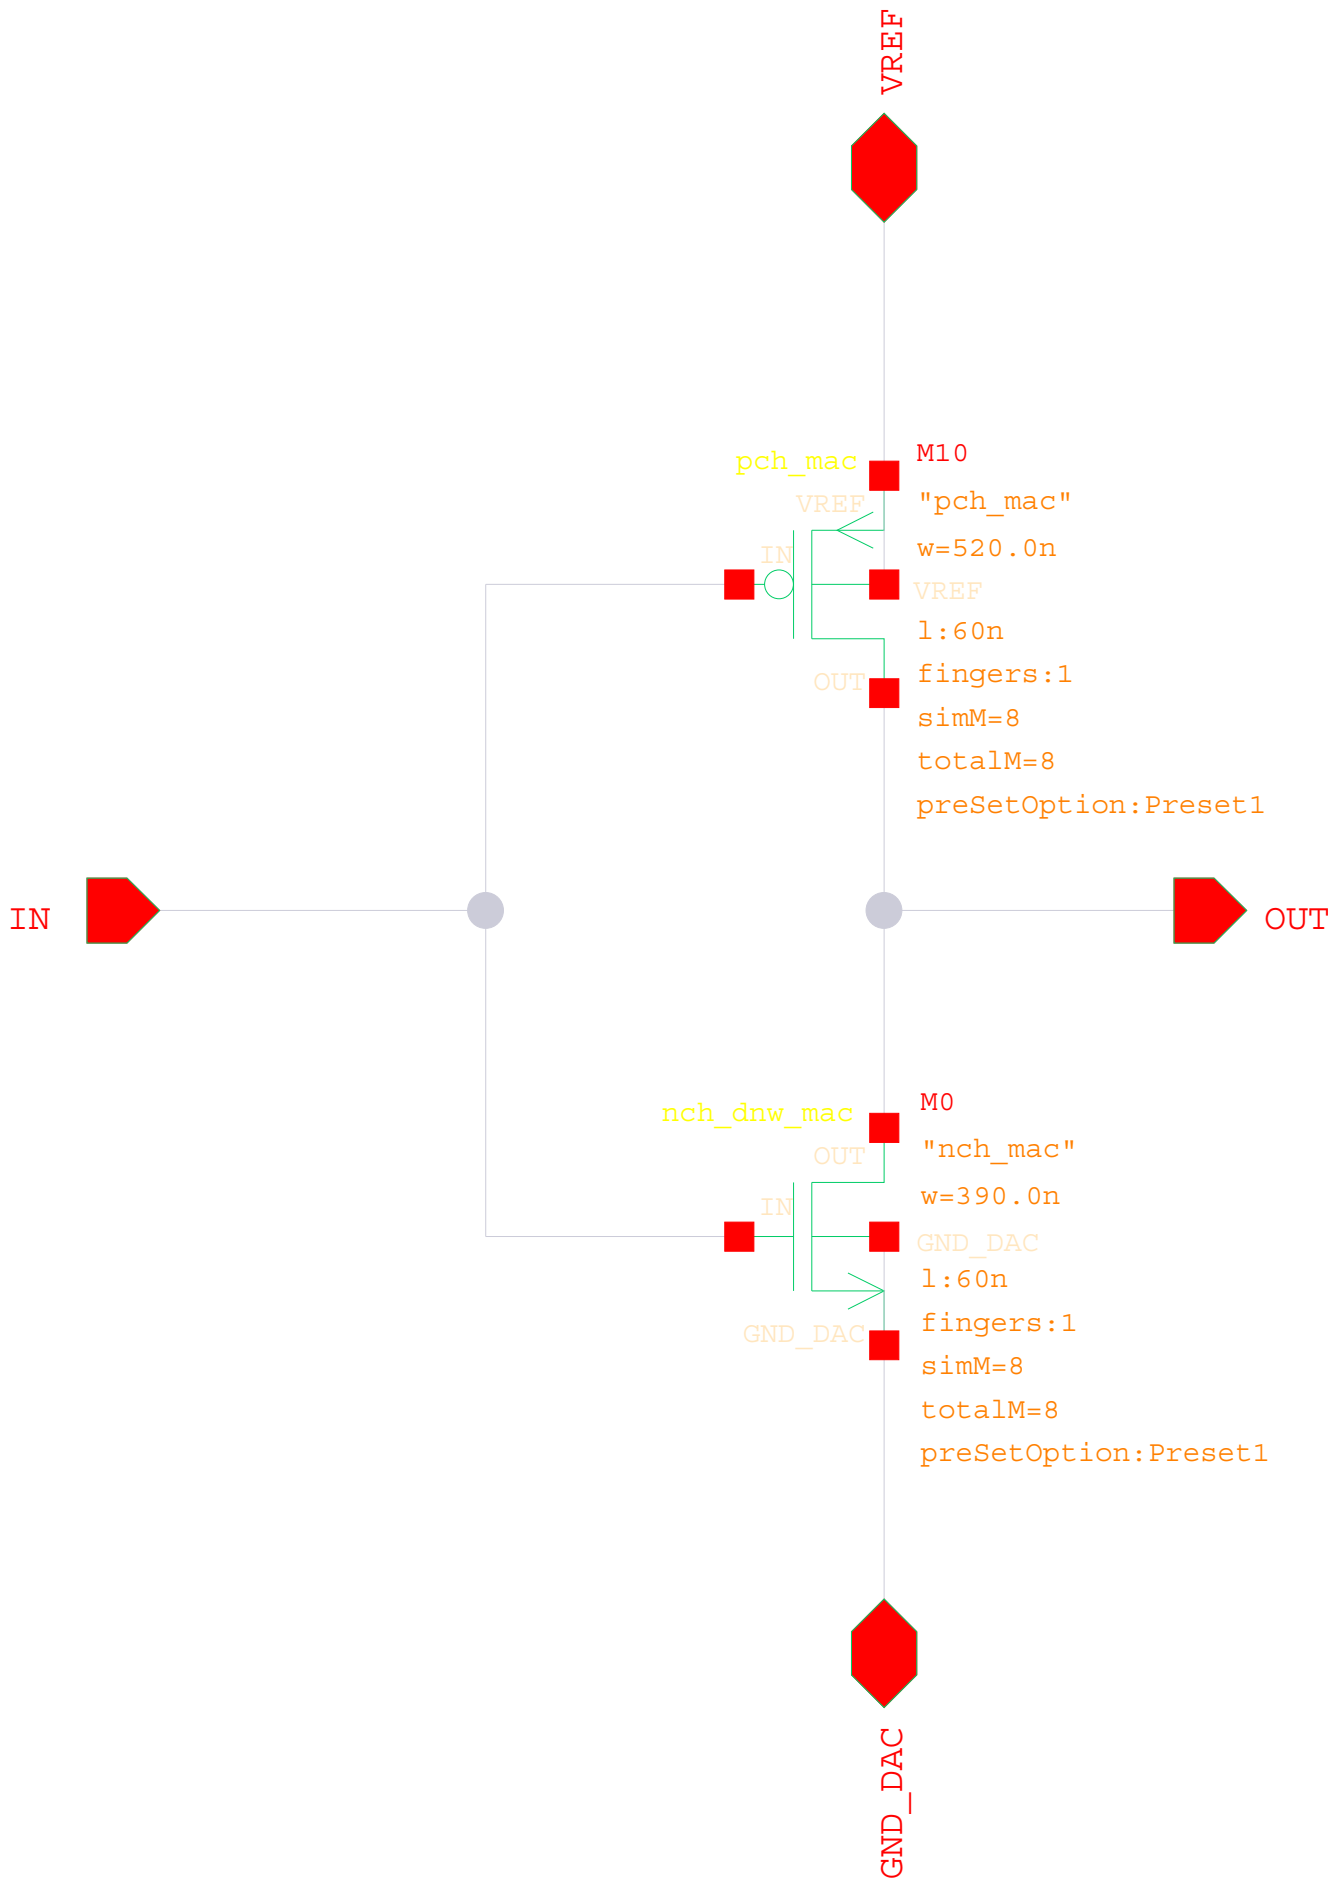 VREF
pch_mac
M10
VREF
"pch_mac"
IN
w=520.0n
VREF
l:60n
OUT
fingers:1
simM=8
totalM=8
preSetOption:Preset1
IN
OUT
nch_dnw_mac
M0
OUT
"nch_mac"
IN
w=390.0n
GND_DAC
l:60n
GND_DAC
fingers:1
simM=8
totalM=8
preSetOption:Preset1
GND_DAC